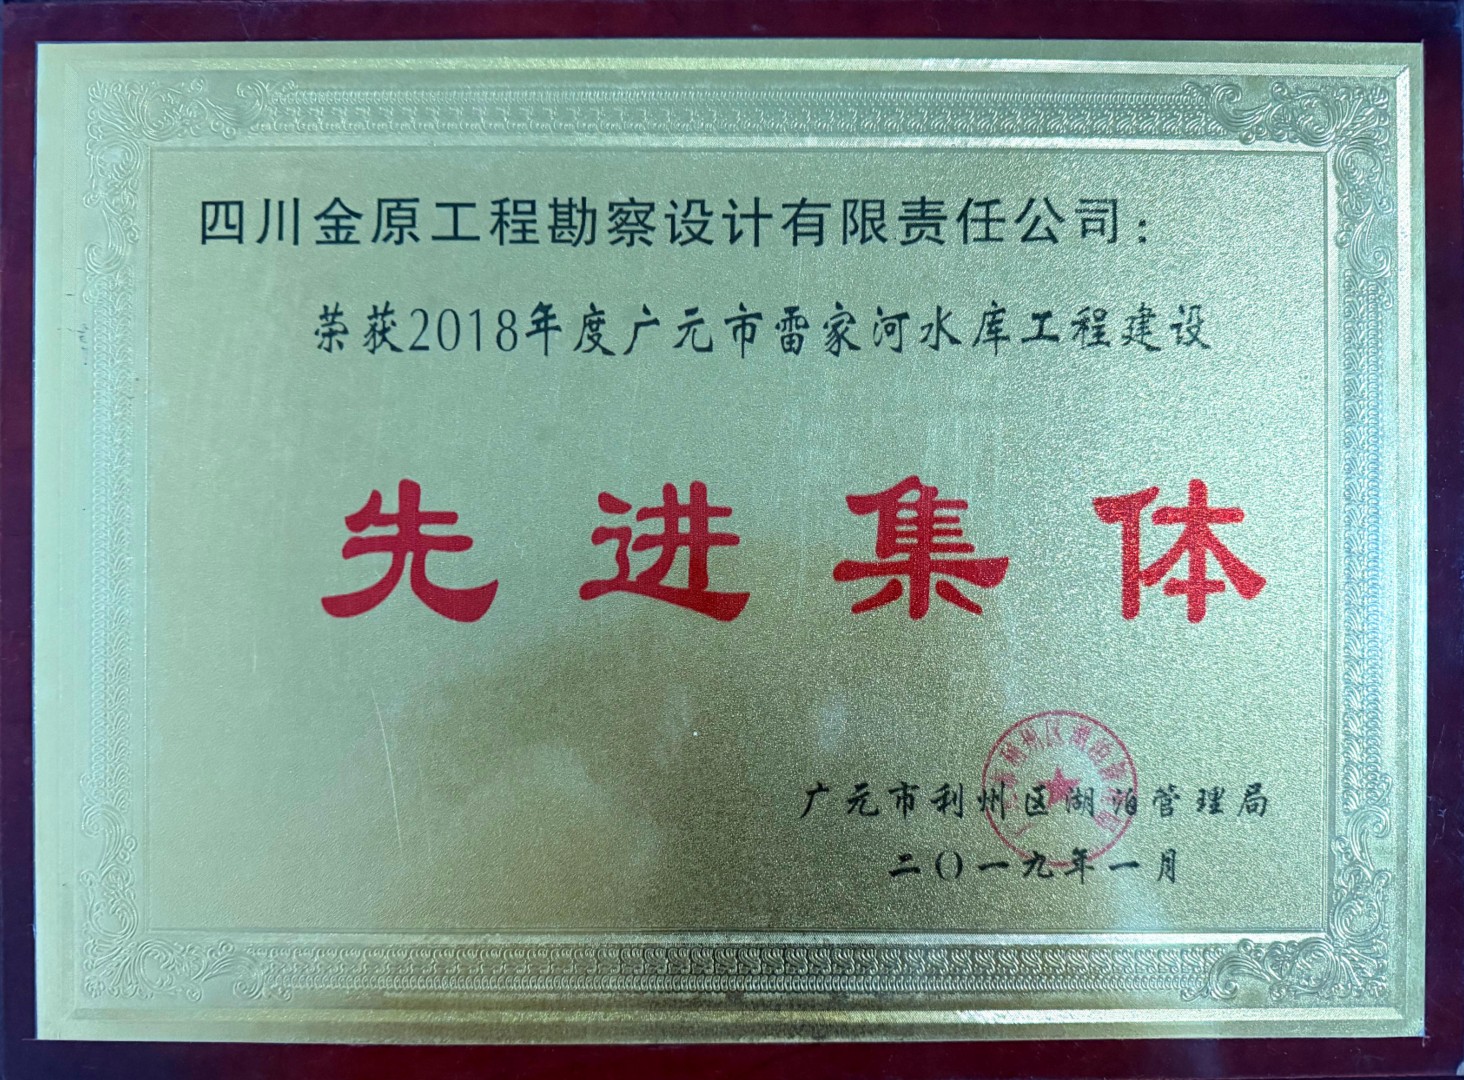 四川金原工程勘察设计有限责任公司：
荣获2018年度广元市雷家河水库工程建设
先进集体
广元市利州区湖泊管理局
二〇一九年一月